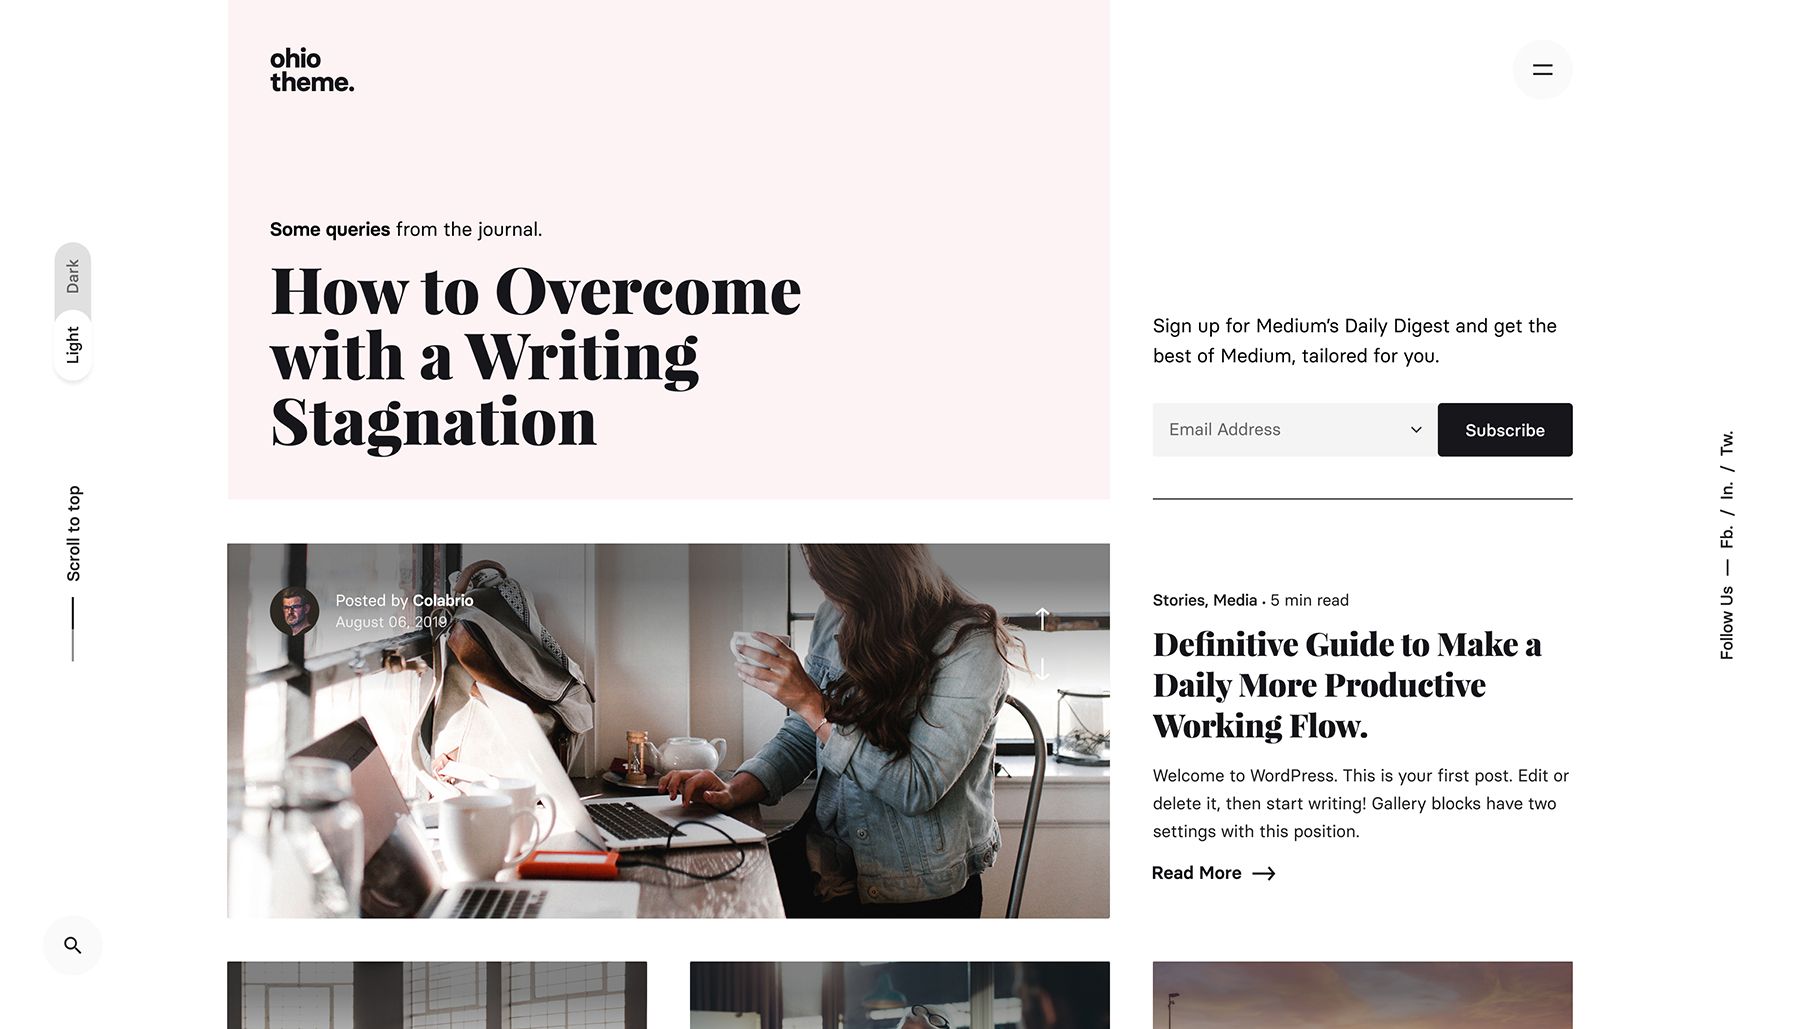 ohio
theme.
Some queries from the journal.
How to Overcome
with a Writing
Stagnation
Dark
Light
Scroll to top
Sign up for Medium’s Daily Digest and get the
best of Medium, tailored for you.
Email Address
Subscribe
Follow Us — Fb. / In. / Tw.
Posted by Colabrio
August 06, 2019
Stories, Media • 5 min read
Definitive Guide to Make a
Daily More Productive
Working Flow.
Welcome to WordPress. This is your first post. Edit or
delete it, then start writing! Gallery blocks have two
settings with this position.
Read More